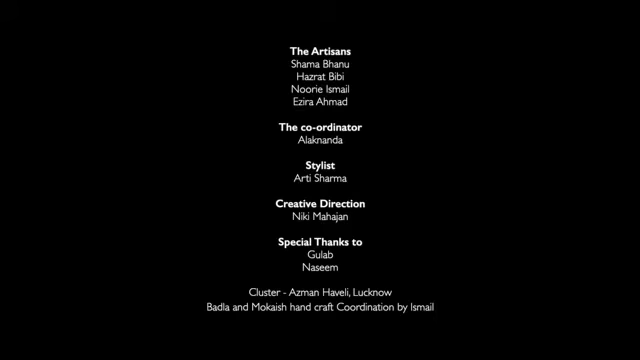 The Artisans
Shama Bhanu
Hazrat Bibi
Noorie Ismail
Ezira Ahmad
The co-ordinator
Alaknanda
Stylist
Arti Sharma
Creative Direction
Niki Mahajan
Special Thanks to
Gulab
Naseem
Cluster - Azman Haveli, Lucknow
Badla and Mokaish hand craft Coordination by Ismail